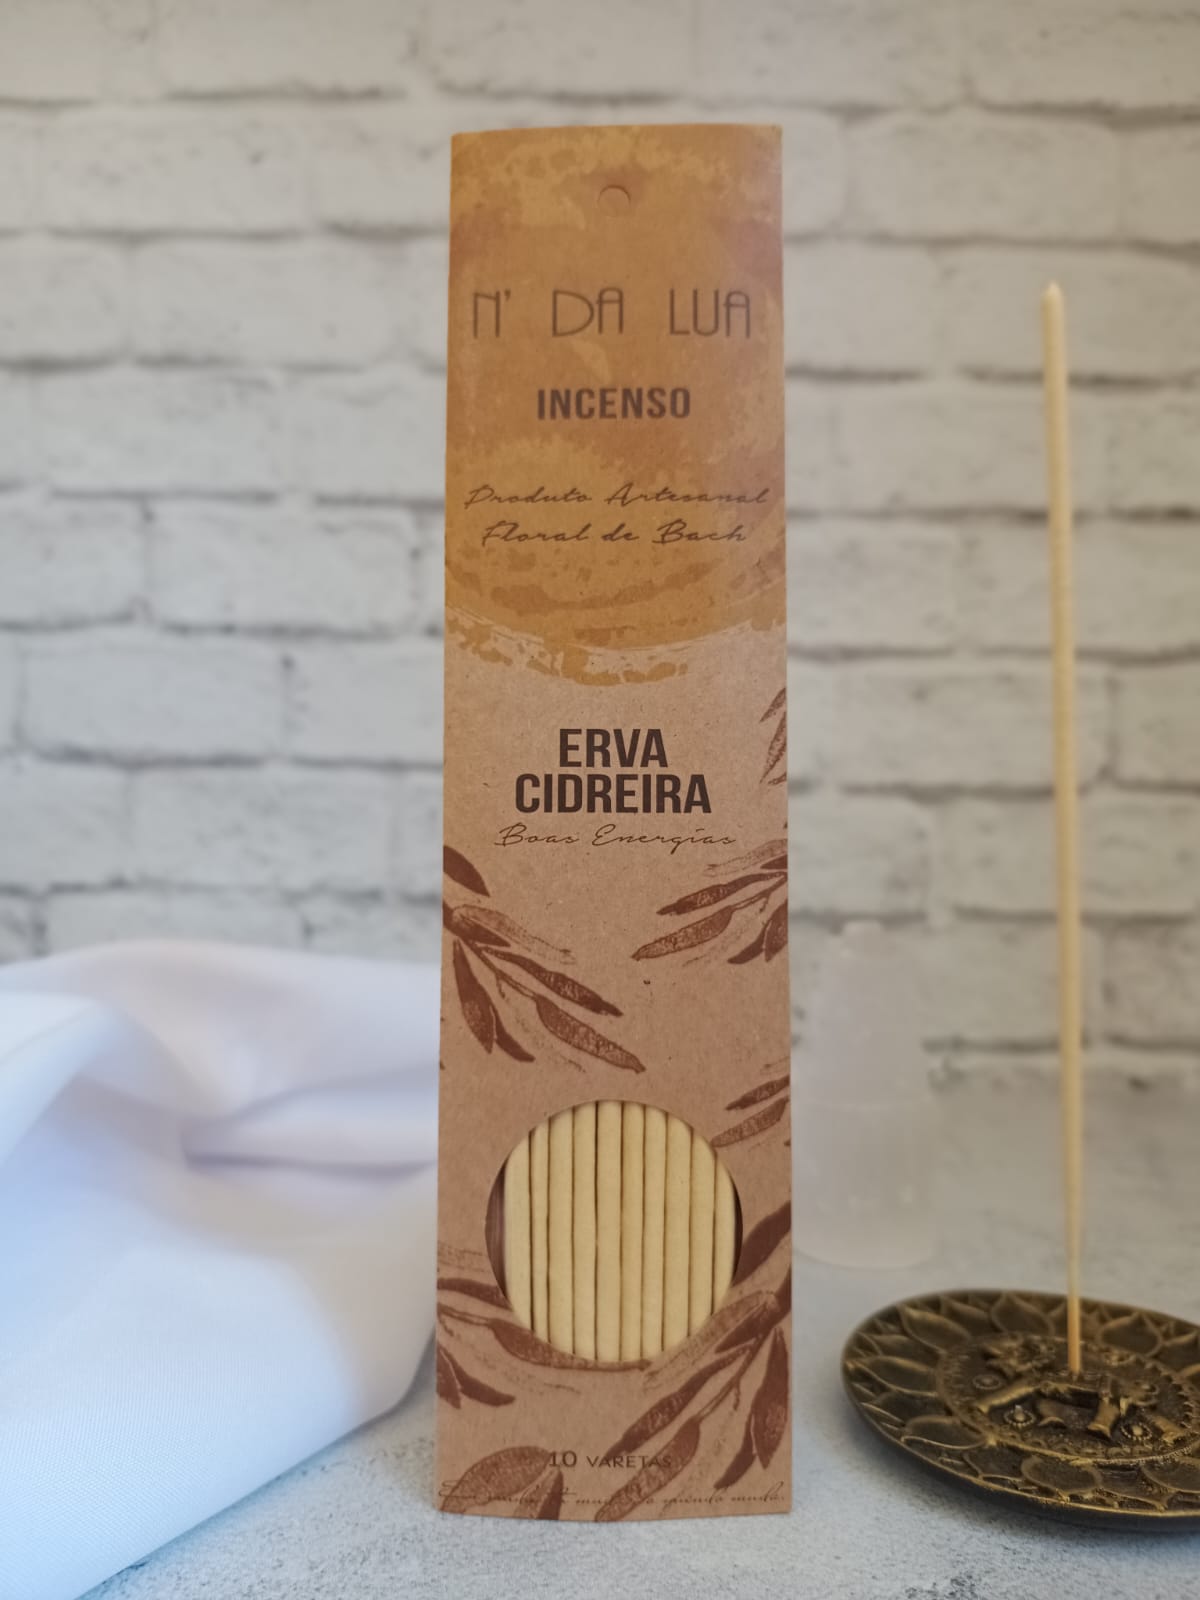 N' DA LUA
INCENSO
Produto Artesanal
Floral de Bach
ERVA
CIDREIRA
Boas Energias
10 VARETAS